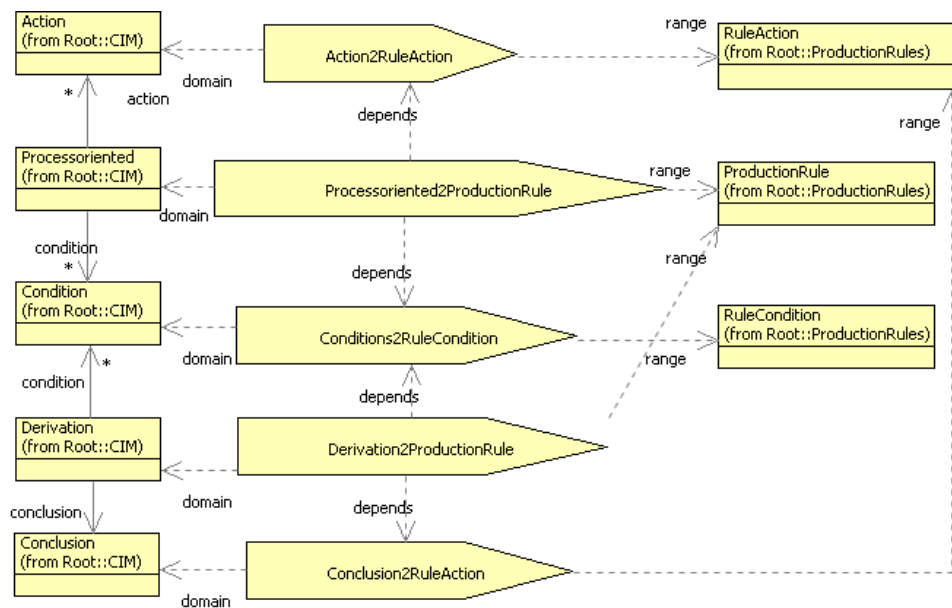 Action
(from Root::CIM)
domain
Action2RuleAction
range
RuleAction
(from Root::ProductionRules)
*
action
depends
range
Processoriented
(from Root::CIM)
domain
Processoriented2ProductionRule
range
ProductionRule
(from Root::ProductionRules)
condition
*
depends
range
Condition
(from Root::CIM)
domain
Conditions2RuleCondition
range
RuleCondition
(from Root::ProductionRules)
*
condition
depends
Derivation
(from Root::CIM)
domain
Derivation2ProductionRule
conclusion
depends
Conclusion
(from Root::CIM)
domain
Conclusion2RuleAction